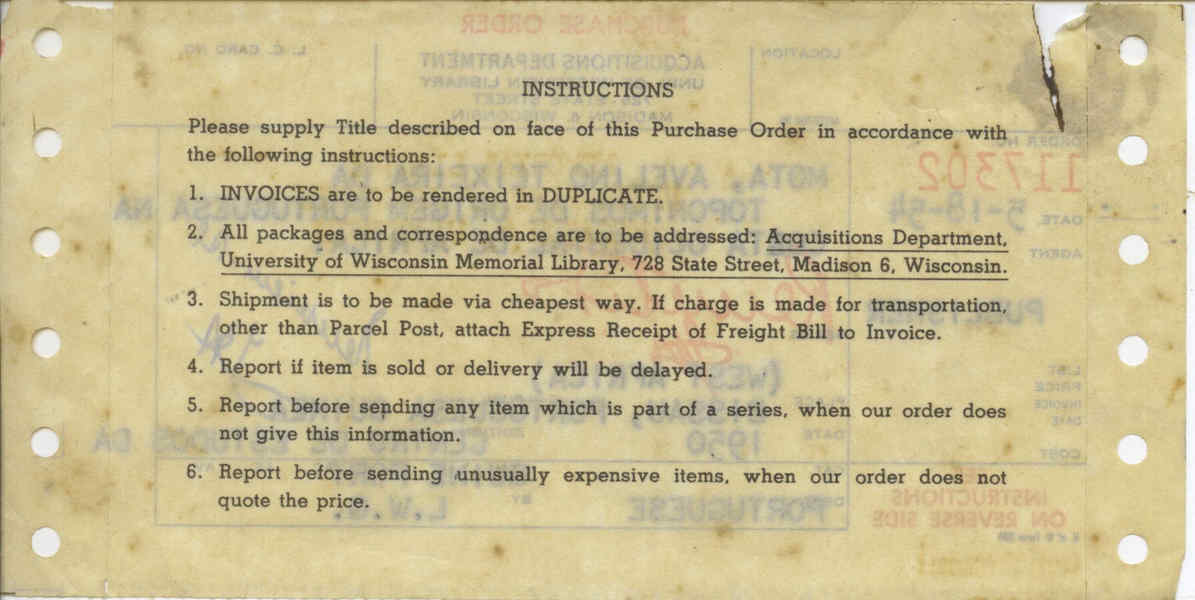 INSTRUCTIONS
Please supply Title described on face of this Purchase Order in accordance with
the following instructions:
1. INVOICES are to be rendered in DUPLICATE.
2. All packages and correspondence are to be addressed: Acquisitions Department,
University of Wisconsin Memorial Library, 728 State Street, Madison 6, Wisconsin.
3. Shipment is to be made via cheapest way. If charge is made for transportation,
other than Parcel Post, attach Express Receipt of Freight Bill to Invoice.
4. Report if item is sold or delivery will be delayed.
5. Report before sending any item which is part of a series, when our order does
not give this information.
6. Report before sending unusually expensive items, when our order does not
quote the price.